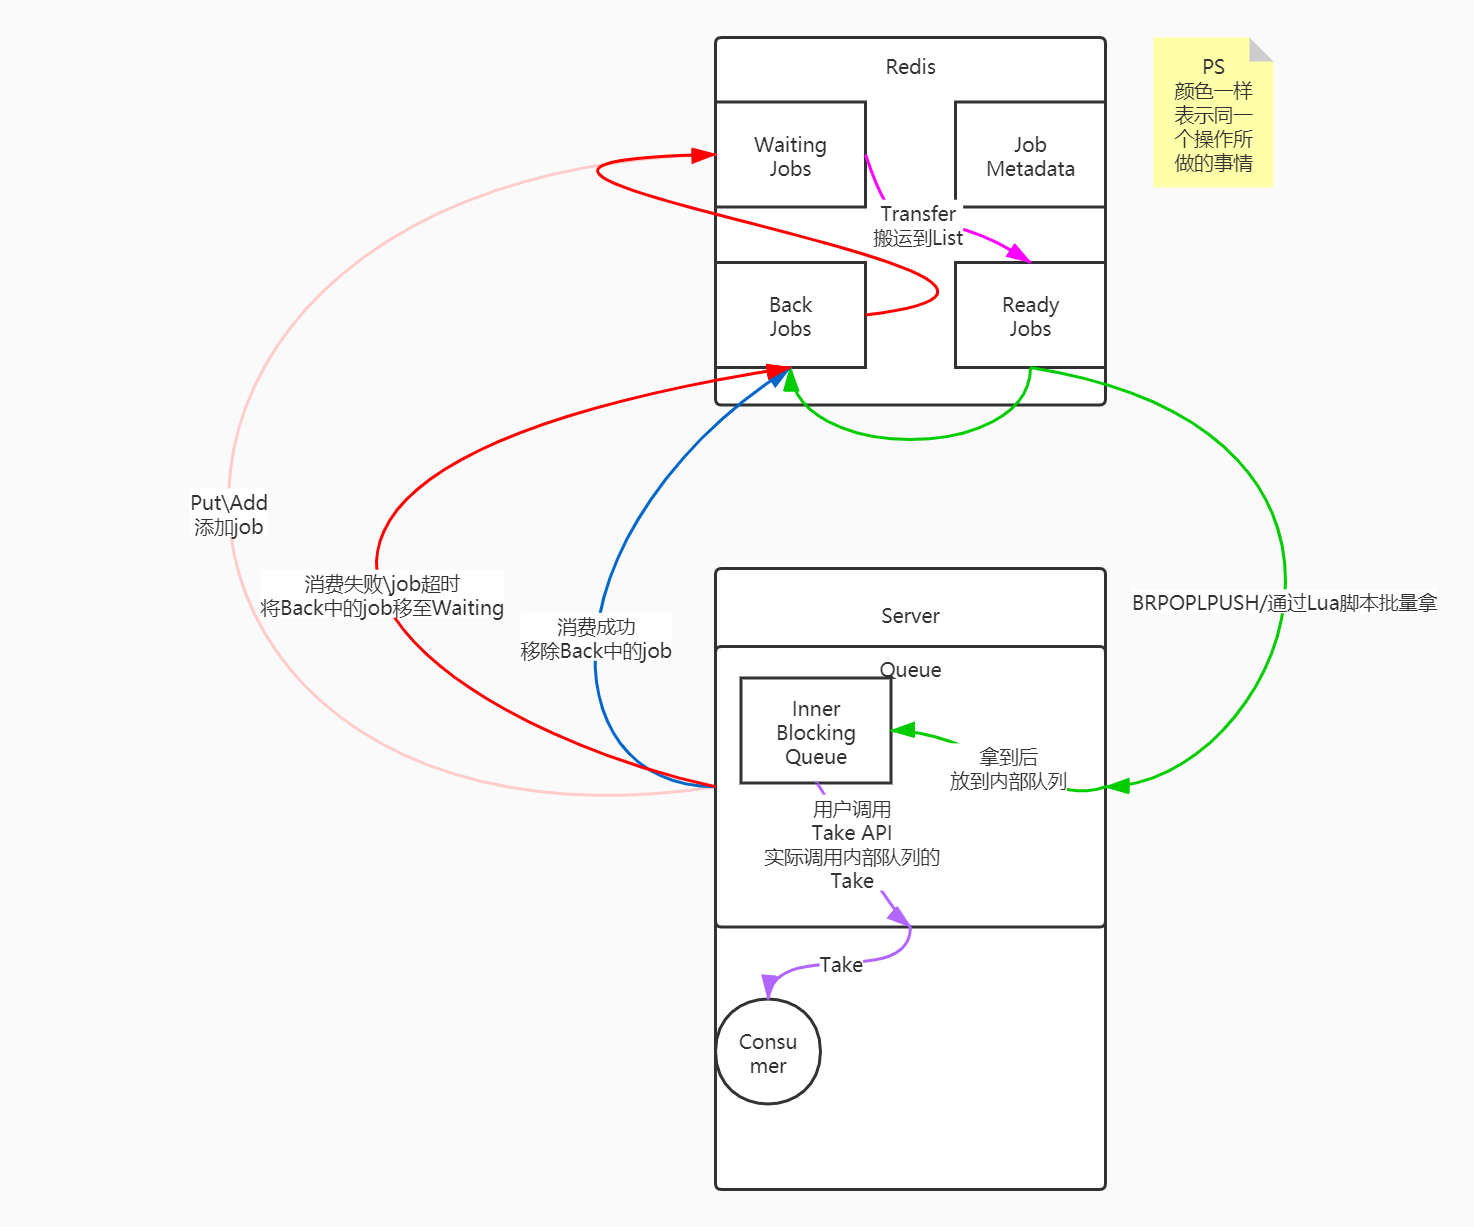 Redis
PS
颜色一样
表示同一
个操作所
做的事情
Waiting
Jobs
Job
Metadata
Transfer
搬运到List
Back
Jobs
Ready
Jobs
Put\Add
添加job
消费失败\job超时
将Back中的job移至Waiting
消费成功
移除Back中的job
BRPOPLPUSH/通过Lua脚本批量拿
Server
Queue
Inner
Blocking
Queue
拿到后
放到内部队列
用户调用
Take API
实际调用内部队列的
Take
Take
Consu
mer